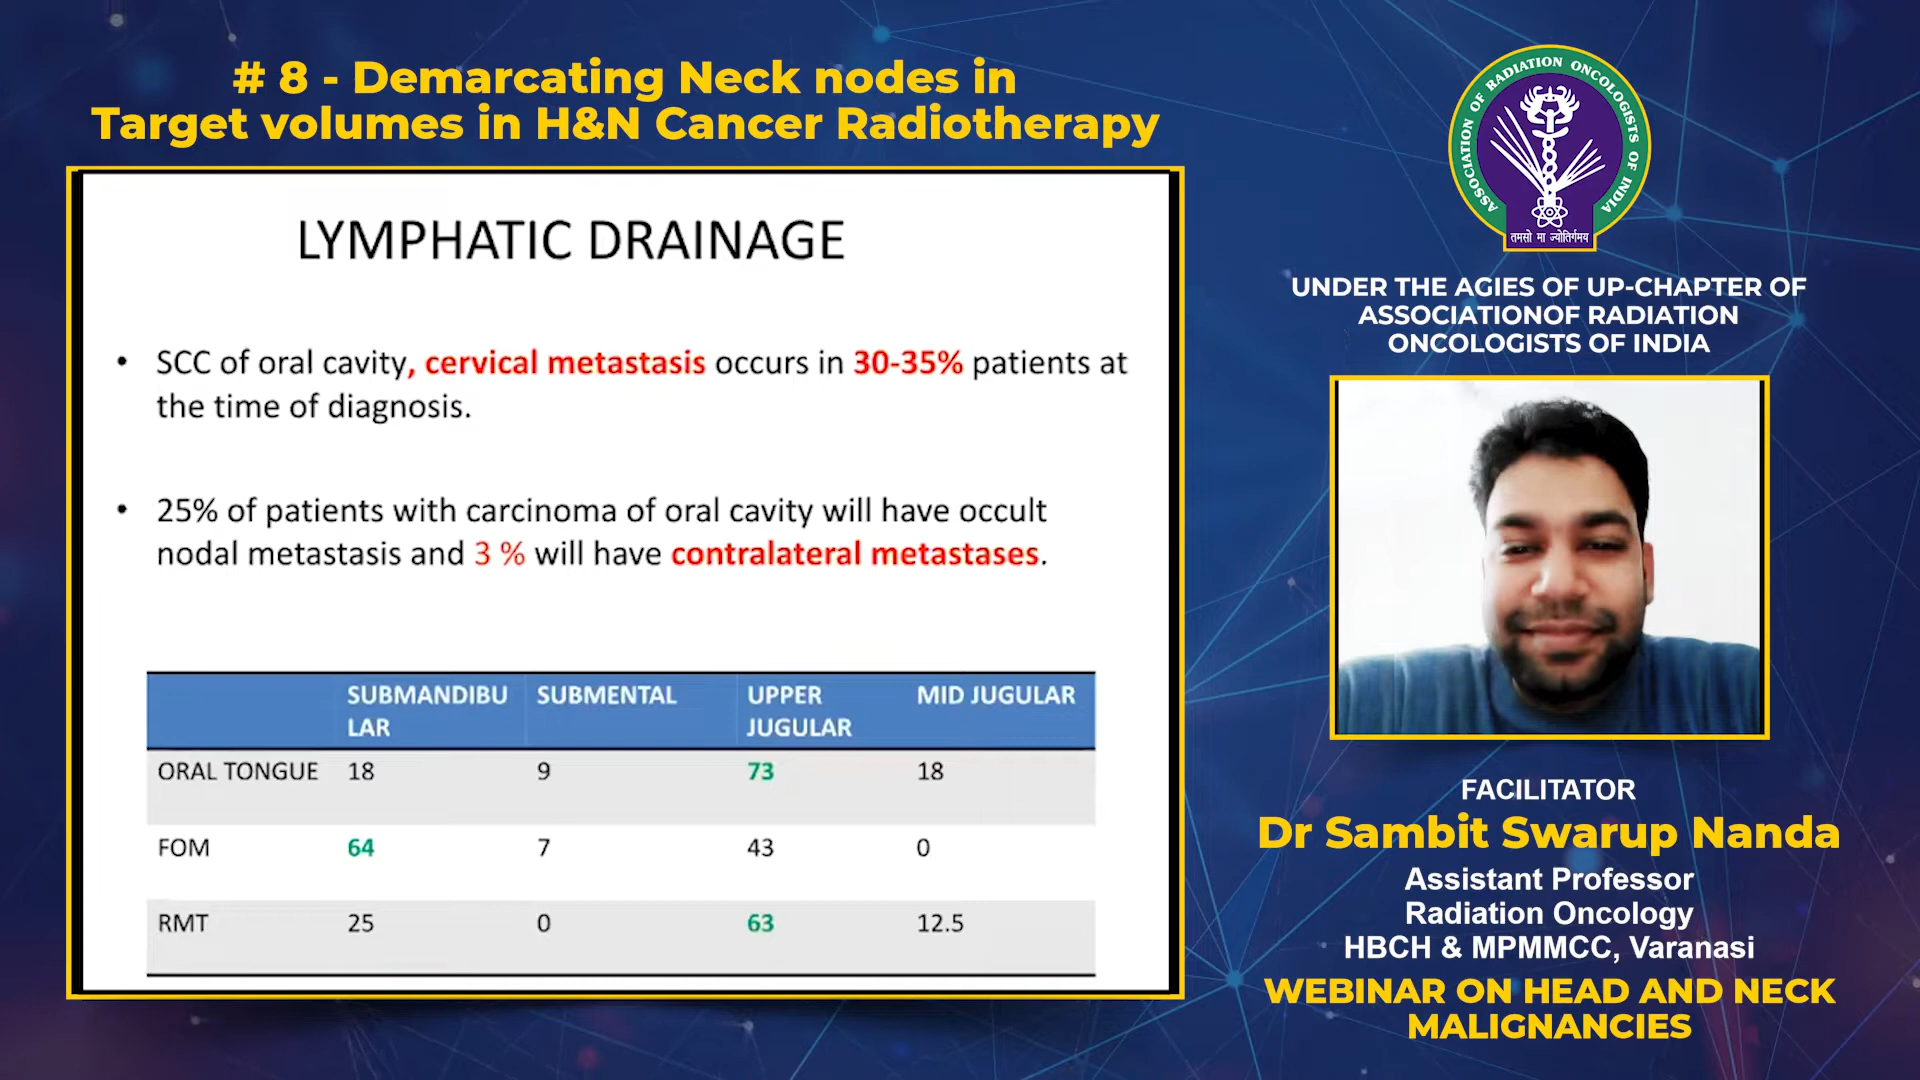 # 8 - Demarcating Neck nodes in
Target volumes in H&N Cancer Radiotherapy
LYMPHATIC DRAINAGE
• SCC of oral cavity, cervical metastasis occurs in 30-35% patients at
the time of diagnosis.
• 25% of patients with carcinoma of oral cavity will have occult
nodal metastasis and 3 % will have contralateral metastases.
SUBMANDIBU
LAR
SUBMENTAL
UPPER
JUGULAR
MID JUGULAR
ORAL TONGUE 18 9 73 18
FOM 64 7 43 0
RMT 25 0 63 12.5
ASSOCIATION OF RADIATION ONCOLOGISTS OF INDIA
तमसो मा ज्योतिर्गमय
UNDER THE AGIES OF UP-CHAPTER OF
ASSOCIATIONOF RADIATION
ONCOLOGISTS OF INDIA
FACILITATOR
Dr Sambit Swarup Nanda
Assistant Professor
Radiation Oncology
HBCH & MPMMCC, Varanasi
WEBINAR ON HEAD AND NECK
MALIGNANCIES